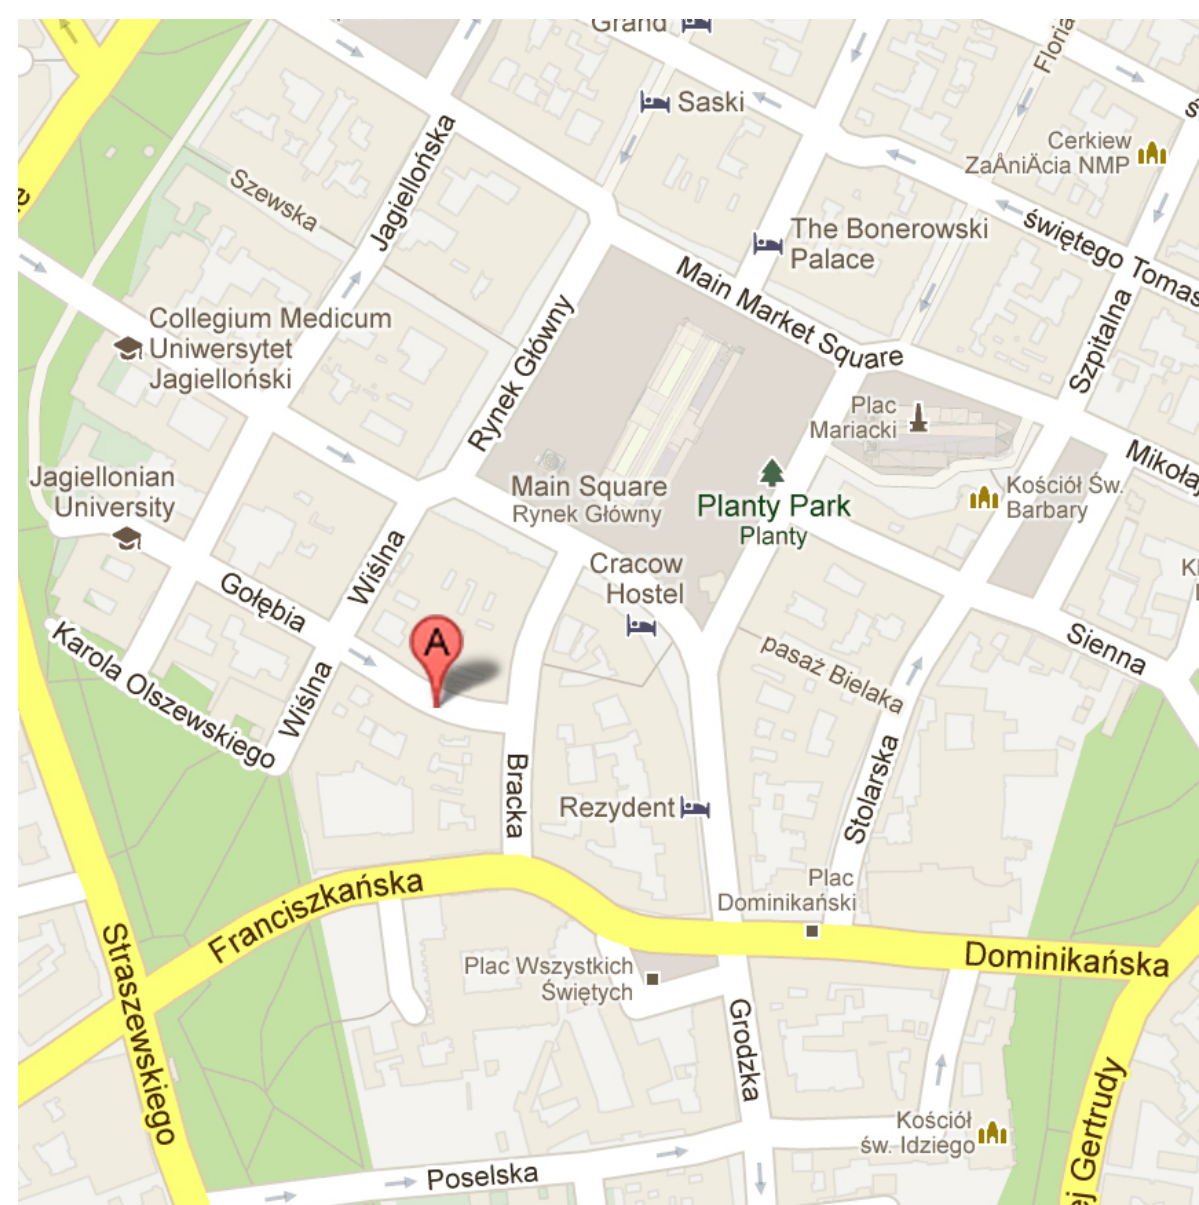 Grand
Floria
Saski
Cerkiew
ZaÅniÄcia NMP
Szewska
Jagiellońska
The Bonerowski
Palace
świętego Tomas
Main Market Square
Szpitalna
Collegium Medicum
Uniwersytet
Jagielloński
Rynek Główny
Plac
Mariacki
Mikołaj
Jagiellonian
University
Main Square
Rynek Główny
Planty Park
Planty
Kościół Św.
Barbary
Wiślna
Cracow
Hostel
Gołębia
A
Sienna
Karola Olszewskiego
Wiślna
pasaż Bielaka
Bracka
Rezydent
Stolarska
Plac
Dominikański
Franciszkańska
Straszewskiego
Dominikańska
Plac Wszystkich
Świętych
Grodzka
Kościół
św. Idziego
ej Gertrudy
Poselska